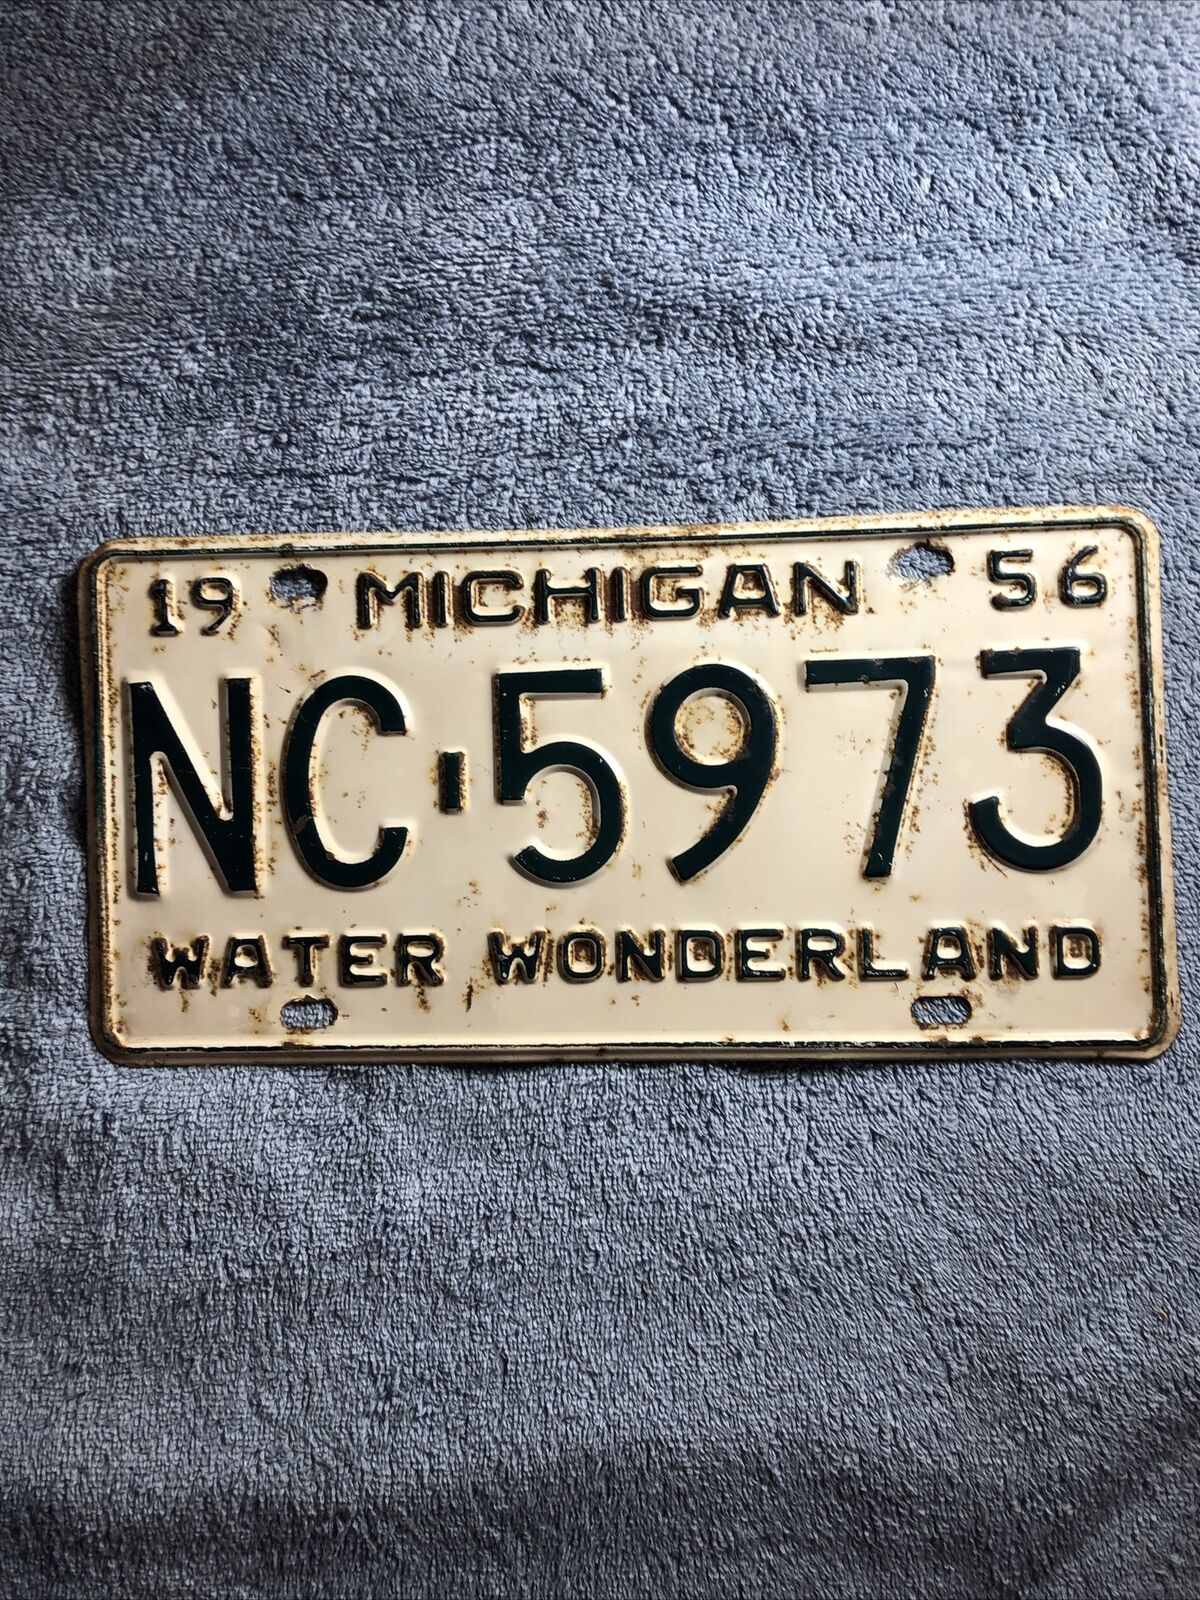 19 MICHIGAN 56
NC-5973
WATER WONDERLAND